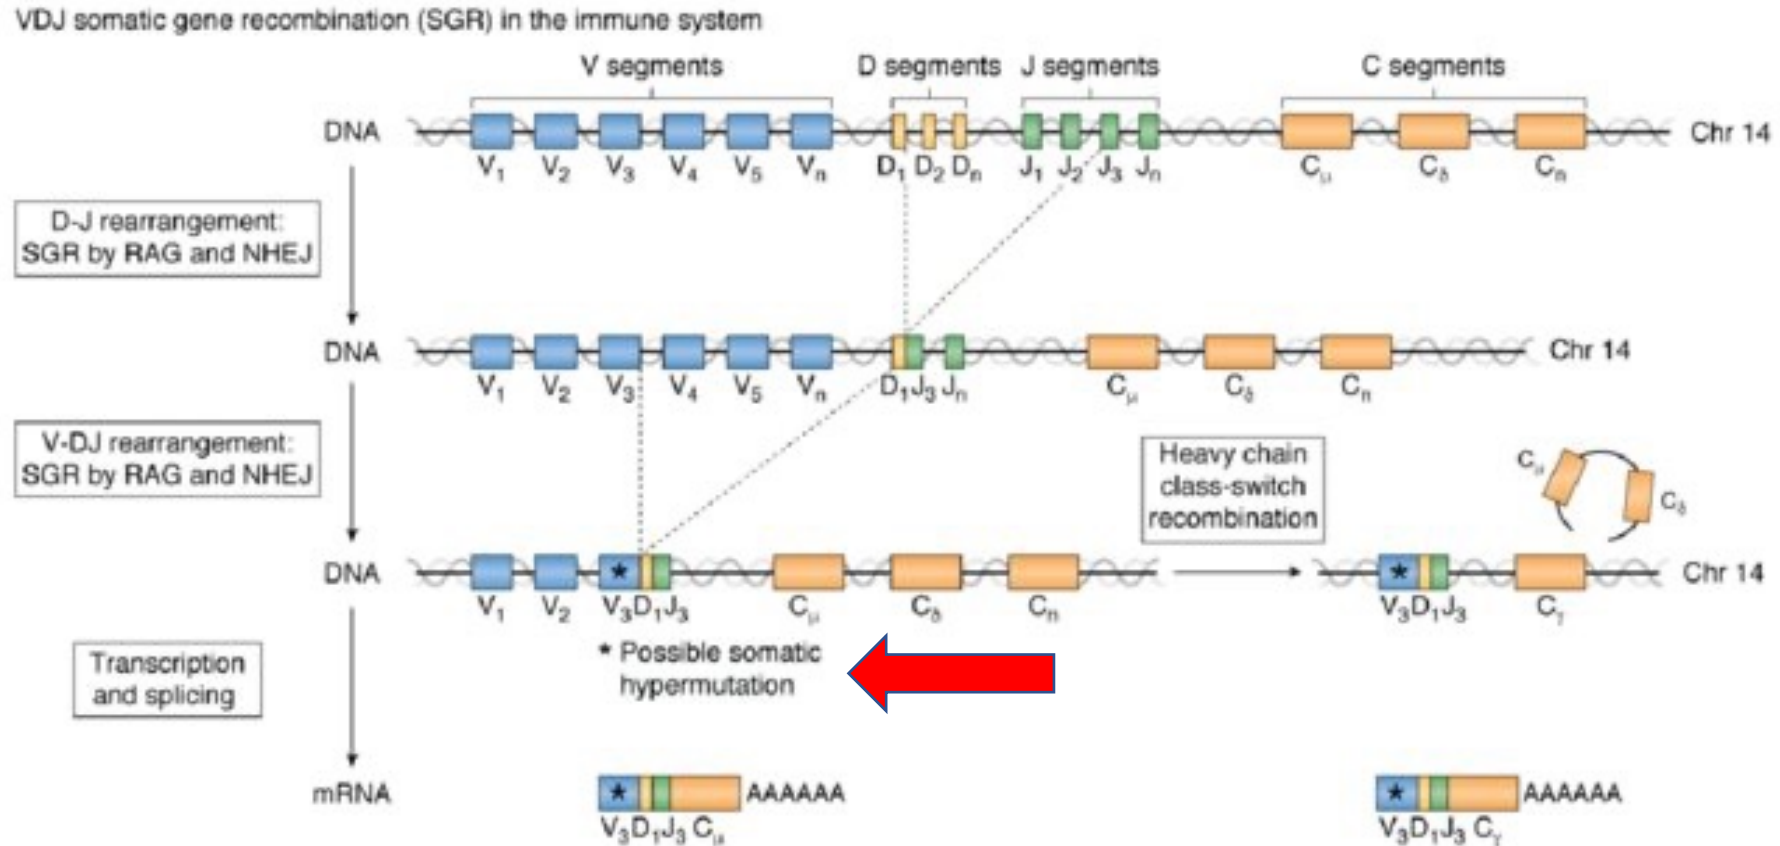 VDJ somatic gene recombination (SGR) in the immune system
V segments D segments J segments C segments
DNA Chr 14
V1 V2 V3 V4 V5 Vn D1 D2 Dn J1 J2 J3 Jn Cμ Cδ Cn
D-J rearrangement:
SGR by RAG and NHEJ
DNA Chr 14
V1 V2 V3 V4 V5 Vn D1J3 Jn Cμ Cδ Cn
V-DJ rearrangement:
SGR by RAG and NHEJ
Heavy chain
class-switch
recombination
Cμ
Cδ
DNA * * Chr 14
V1 V2 V3D1J3 Cμ Cδ Cn V3D1J3 Cγ
* Possible somatic
hypermutation
Transcription
and splicing
mRNA * AAAAAA * AAAAAA
V3D1J3 Cμ V3D1J3 Cγ